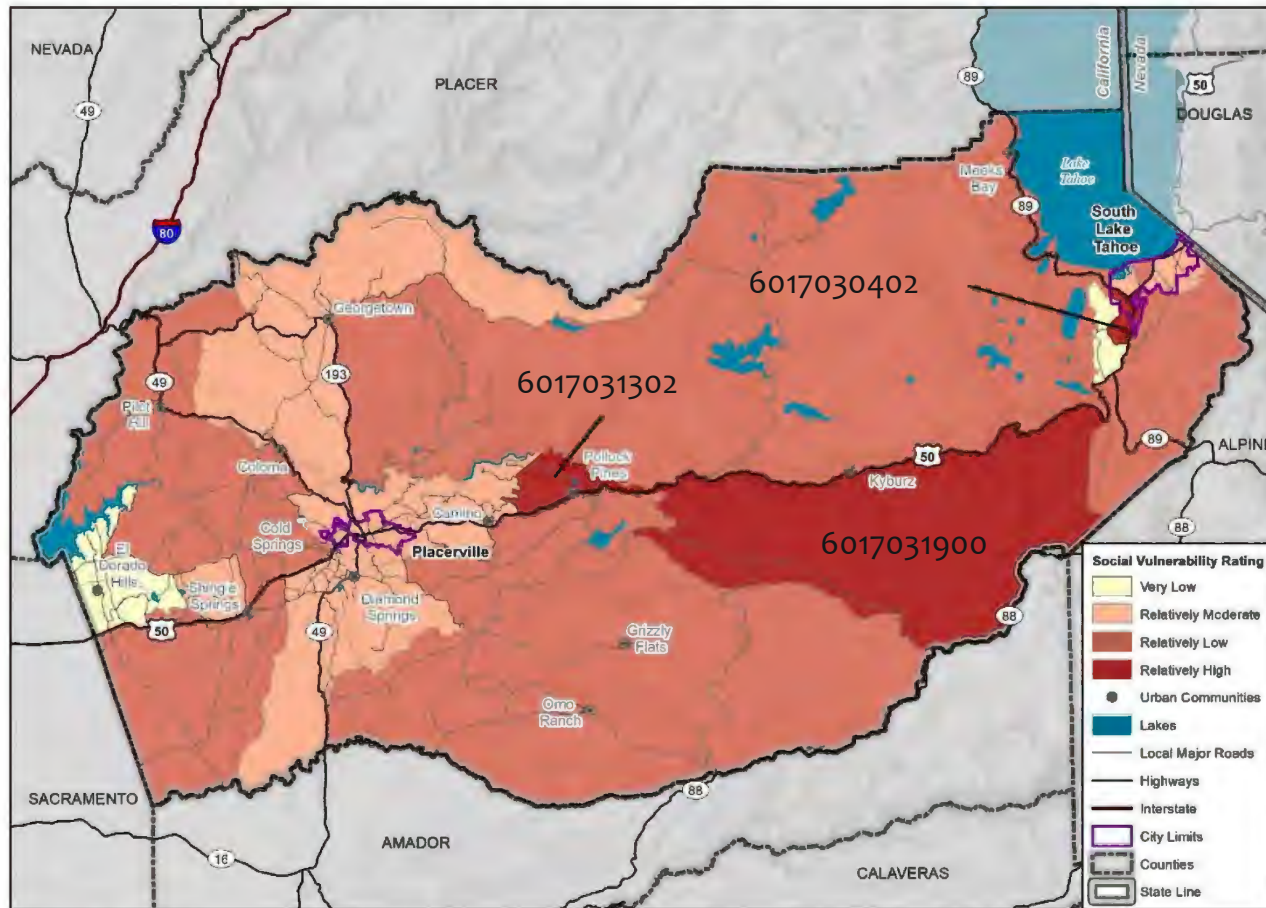 NEVADA
49
PLACER
89
California
Nevada
50
DOUGLAS
80
Meeks
Bay
Lake
Tahoe
89
South
Lake
Tahoe
6017030402
Georgetown
193
49
Pilot
Hill
6017031302
Coloma
Pollock
Pines
50
Kyburz
89
ALPINE
Camino
88
Cold
Springs
Placerville
6017031900
El
Dorado
Hills
Shingle
Springs
Diamond
Springs
50
49
88
Grizzly
Flats
Omo
Ranch
SACRAMENTO
88
AMADOR
16
CALAVERAS
Social Vulnerability Rating
Very Low
Relatively Moderate
Relatively Low
Relatively High
Urban Communities
Lakes
Local Major Roads
Highways
Interstate
City Limits
Counties
State Line